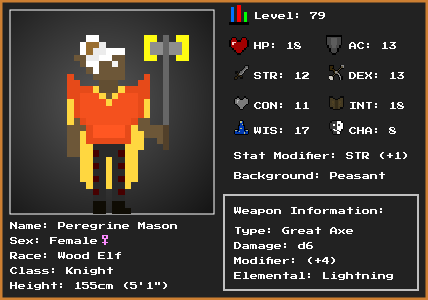 Level: 79
HP: 18 AC: 13
STR: 12 DEX: 13
CON: 11 INT: 18
WIS: 17 CHA: 8
Stat Modifier: STR (+1)
Background: Peasant
Name: Peregrine Mason
Sex: Female♀
Race: Wood Elf
Class: Knight
Height: 155cm (5'1")
Weapon Information:
Type: Great Axe
Damage: d6
Modifier: (+4)
Elemental: Lightning